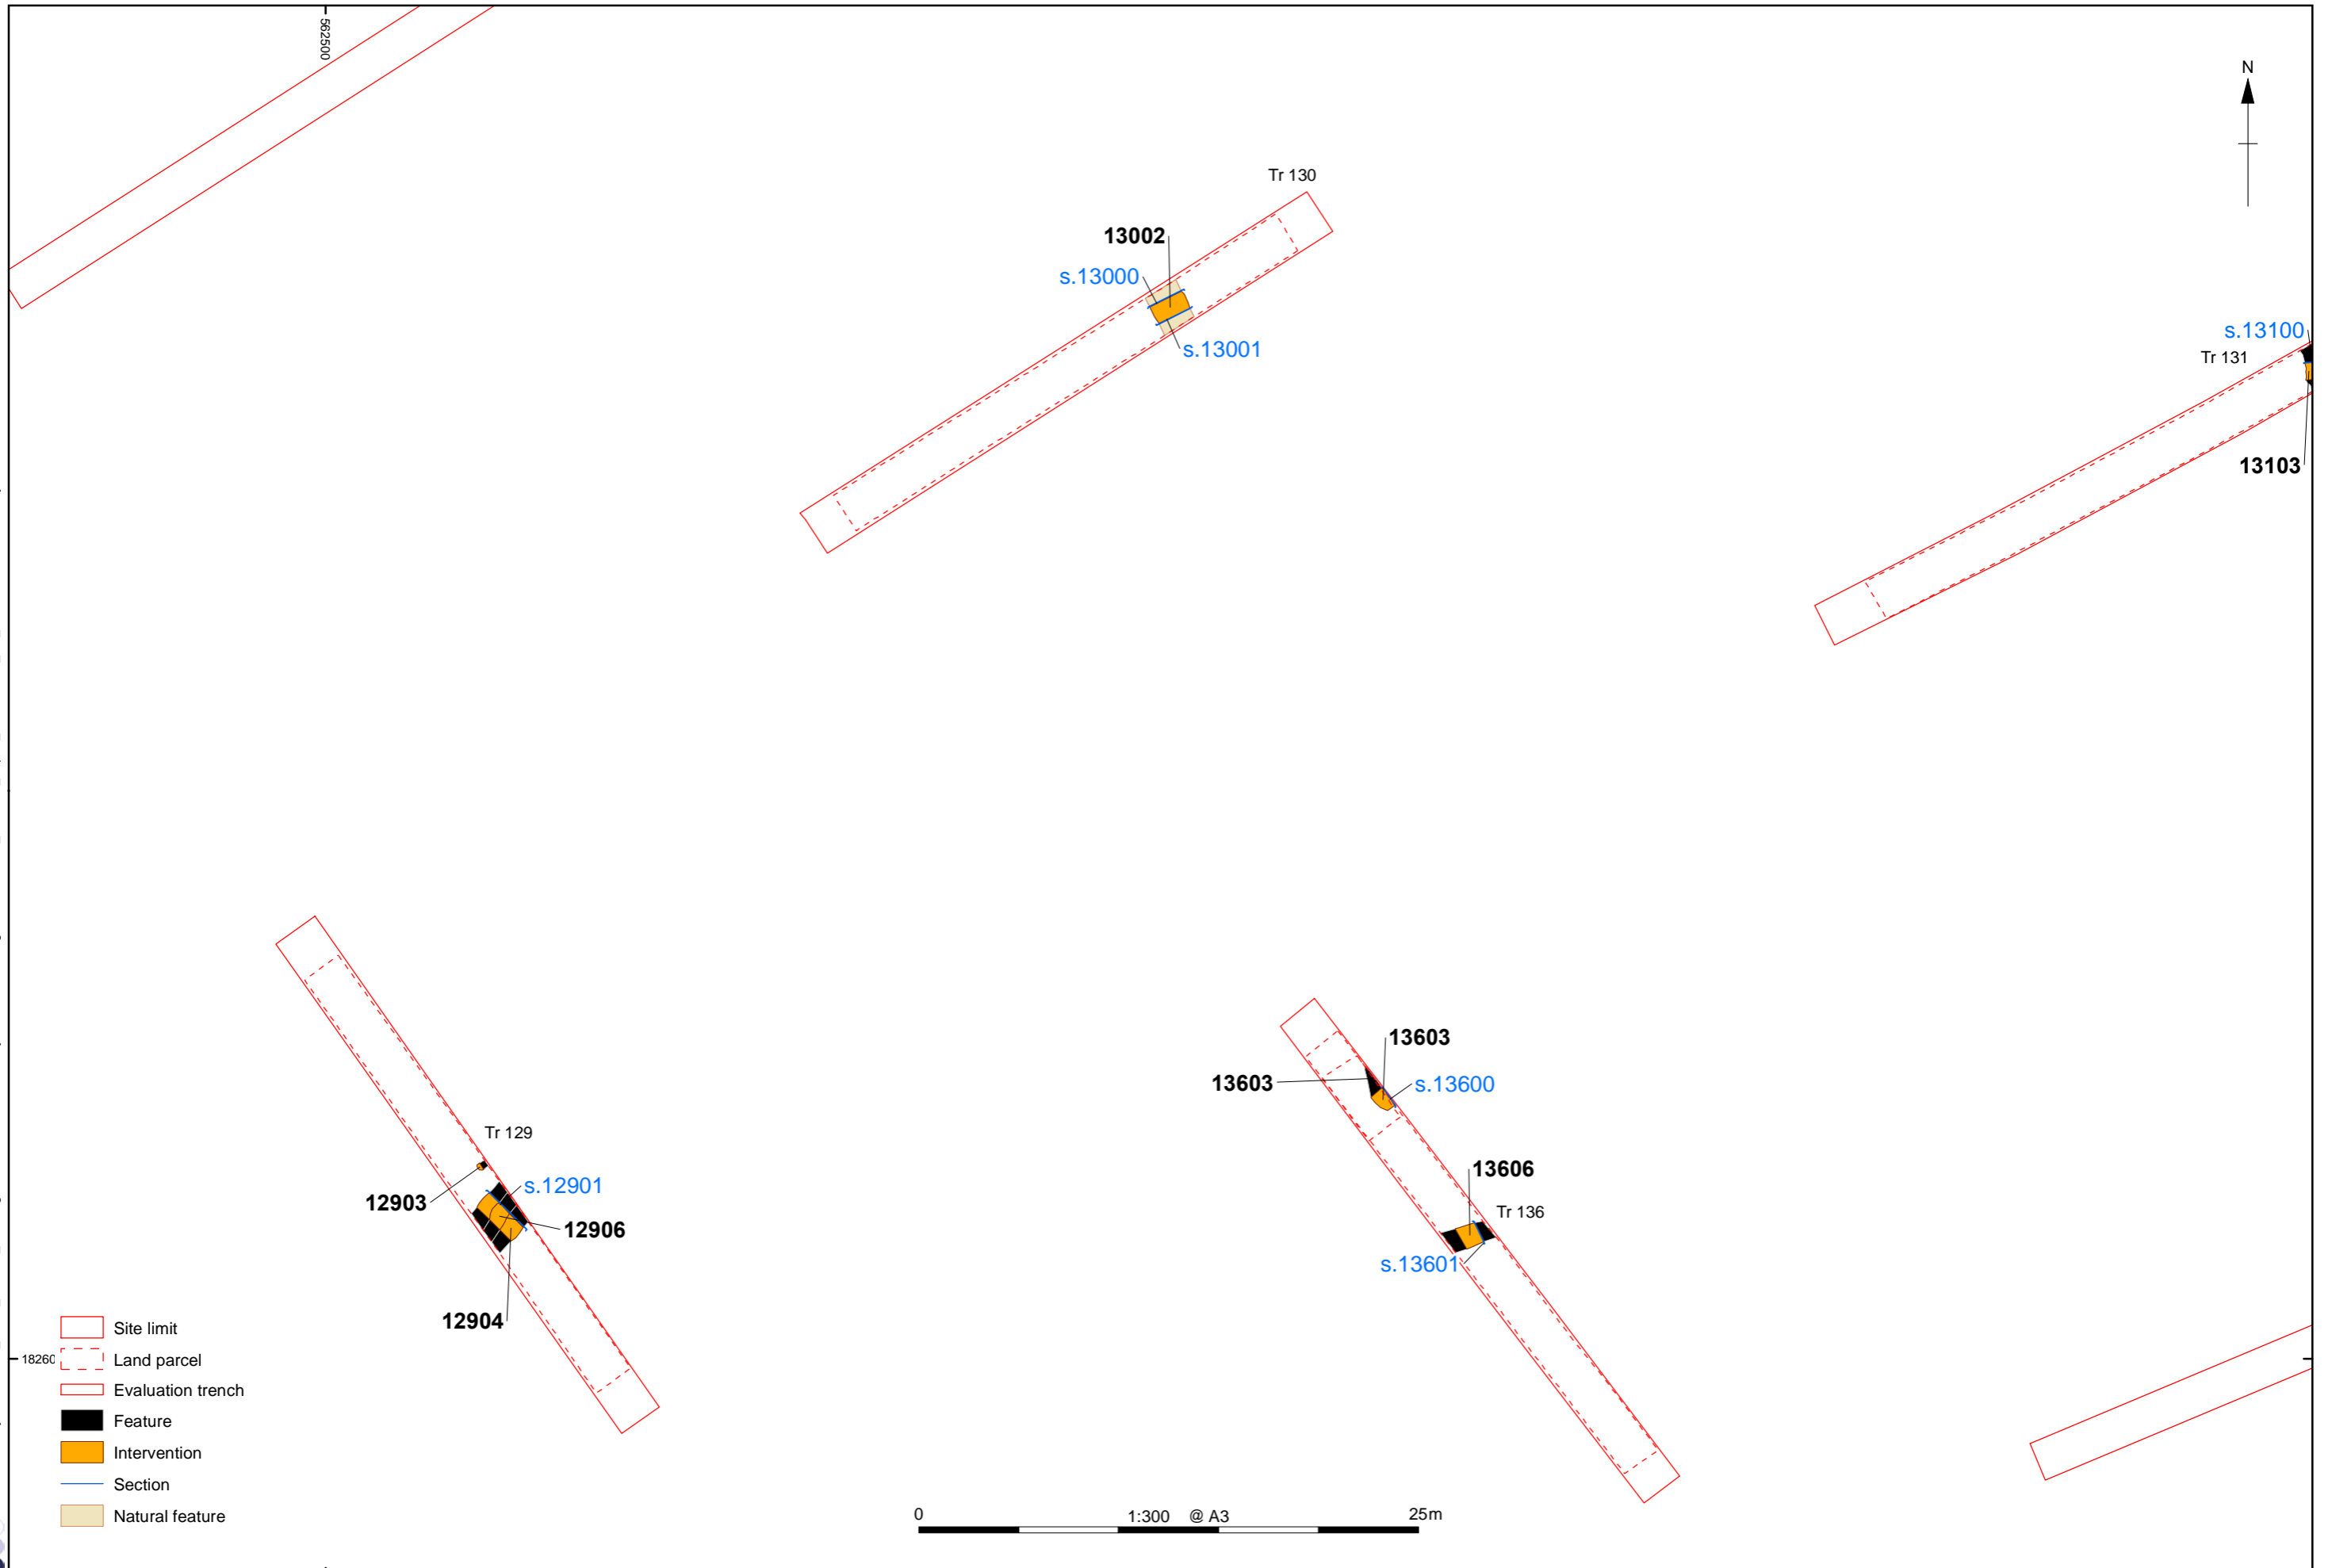 562500
N
Tr 130
13002
s.13000
s.13001
s.13100
Tr 131
13103
13603
13603
s.13600
Tr 129
13606
s.12901
12903
Tr 136
12906
s.13601
12904
Site limit
18260
Land parcel
Evaluation trench
Feature
Intervention
Section
Natural feature
0 1:300 @ A3 25m